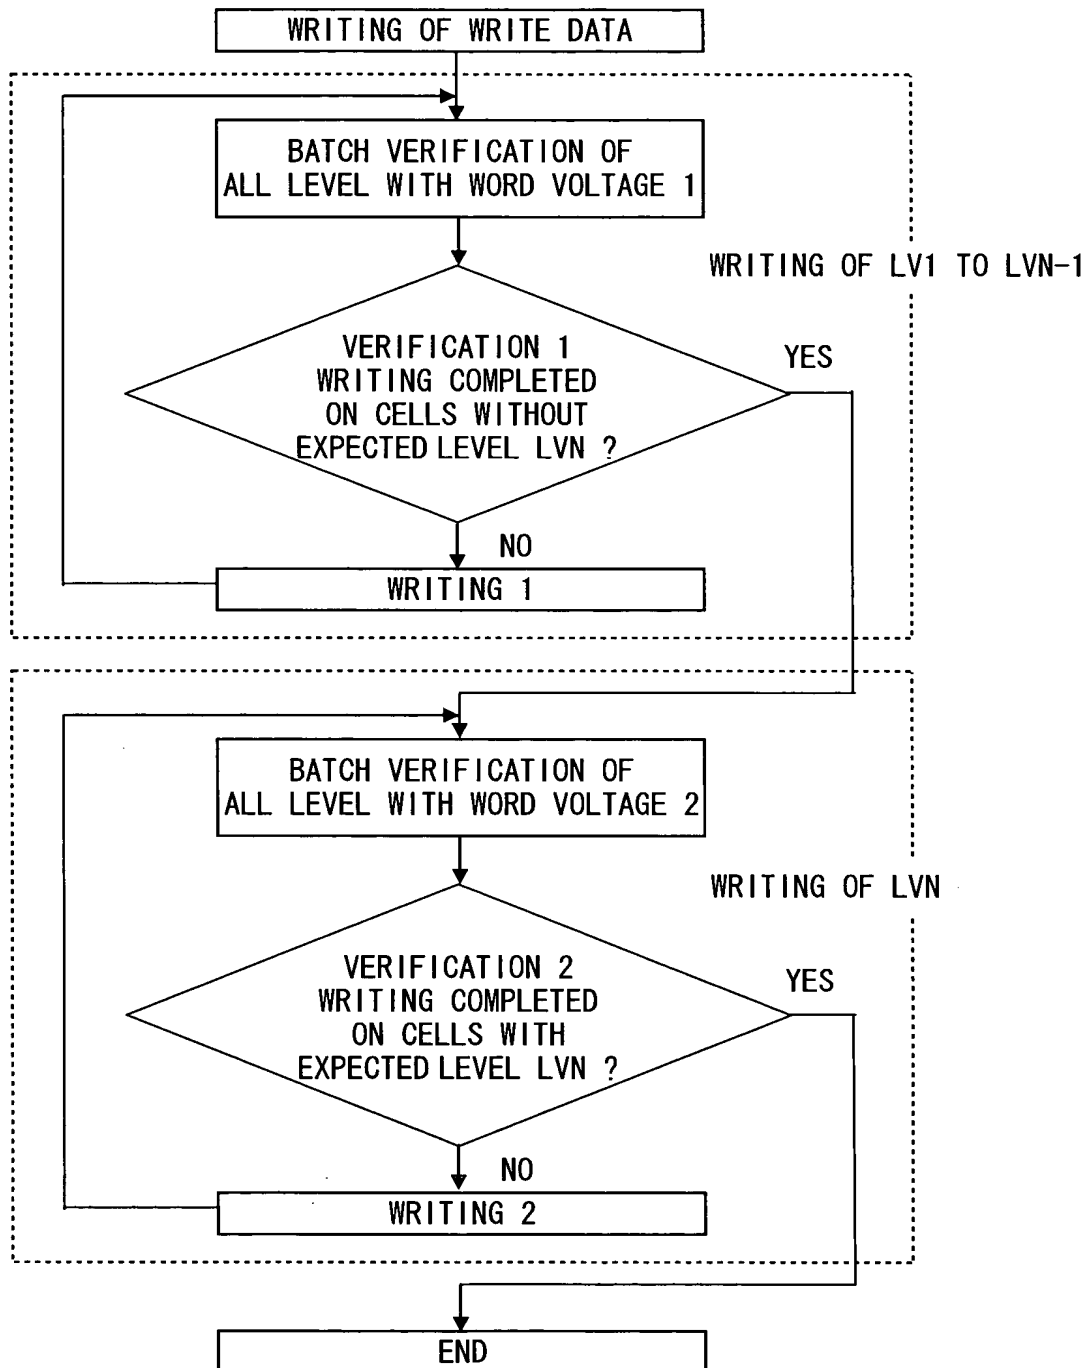 WRITING OF WRITE DATA
BATCH VERIFICATION OF
ALL LEVEL WITH WORD VOLTAGE 1
WRITING OF LV1 TO LVN-1
VERIFICATION 1
WRITING COMPLETED
ON CELLS WITHOUT
EXPECTED LEVEL LVN ?
YES
NO
WRITING 1
BATCH VERIFICATION OF
ALL LEVEL WITH WORD VOLTAGE 2
WRITING OF LVN
VERIFICATION 2
WRITING COMPLETED
ON CELLS WITH
EXPECTED LEVEL LVN ?
YES
NO
WRITING 2
END